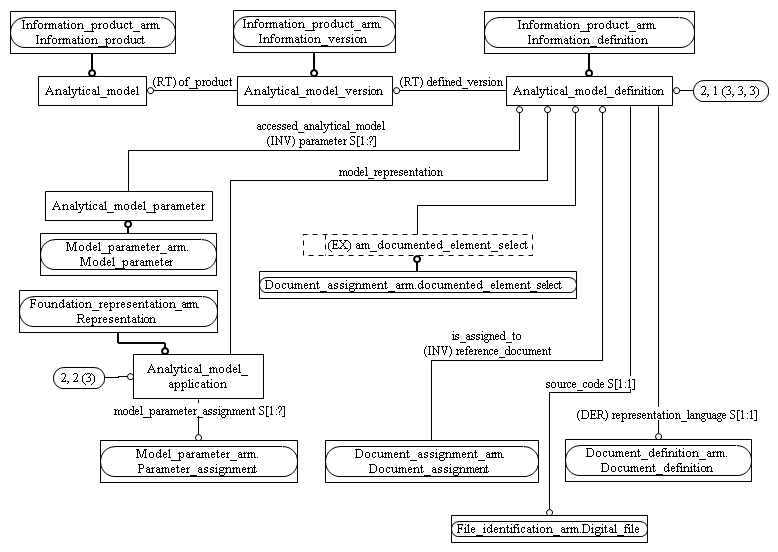 Information_product_arm.
Information_product
Information_product_arm.
Information_version
Information_product_arm.
Information_definition
Analytical_model
(RT) of_product
Analytical_model_version
(RT) defined_version
Analytical_model_definition
2, 1 (3, 3, 3)
accessed_analytical_model
(INV) parameter S[1:?]
model_representation
Analytical_model_parameter
Model_parameter_arm.
Model_parameter
(EX) am_documented_element_select
Document_assignment_arm.documented_element_select
Foundation_representation_arm.
Representation
is_assigned_to
(INV) reference_document
Analytical_model_
application
2, 2 (3)
source_code S[1:1]
model_parameter_assignment S[1:?]
(DER) representation_language S[1:1]
Model_parameter_arm.
Parameter_assignment
Document_assignment_arm.
Document_assignment
Document_definition_arm.
Document_definition
File_identification_arm.Digital_file